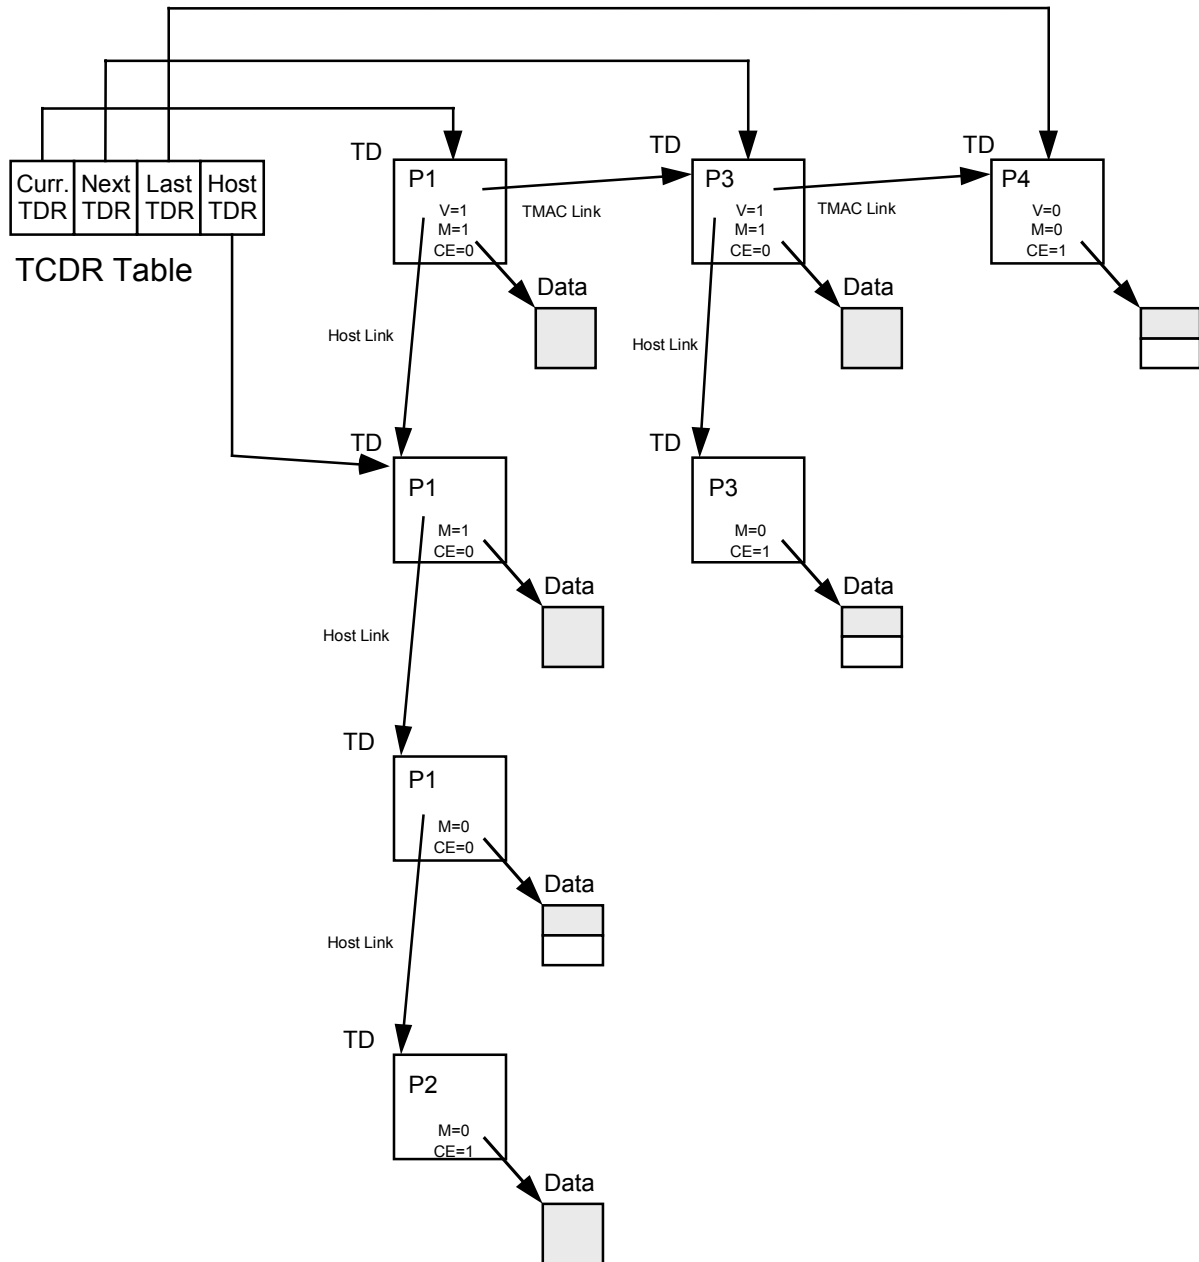 TD
TD
TD
Curr.
TDR
Next
TDR
Last
TDR
Host
TDR
TCDR Table
P1
V=1
M=1
CE=0
TMAC Link
P3
V=1
M=1
CE=0
TMAC Link
P4
V=0
M=0
CE=1
Data
Data
Host Link
Host Link
TD
TD
P1
M=1
CE=0
P3
M=0
CE=1
Data
Data
Host Link
TD
P1
M=0
CE=0
Data
Host Link
TD
P2
M=0
CE=1
Data